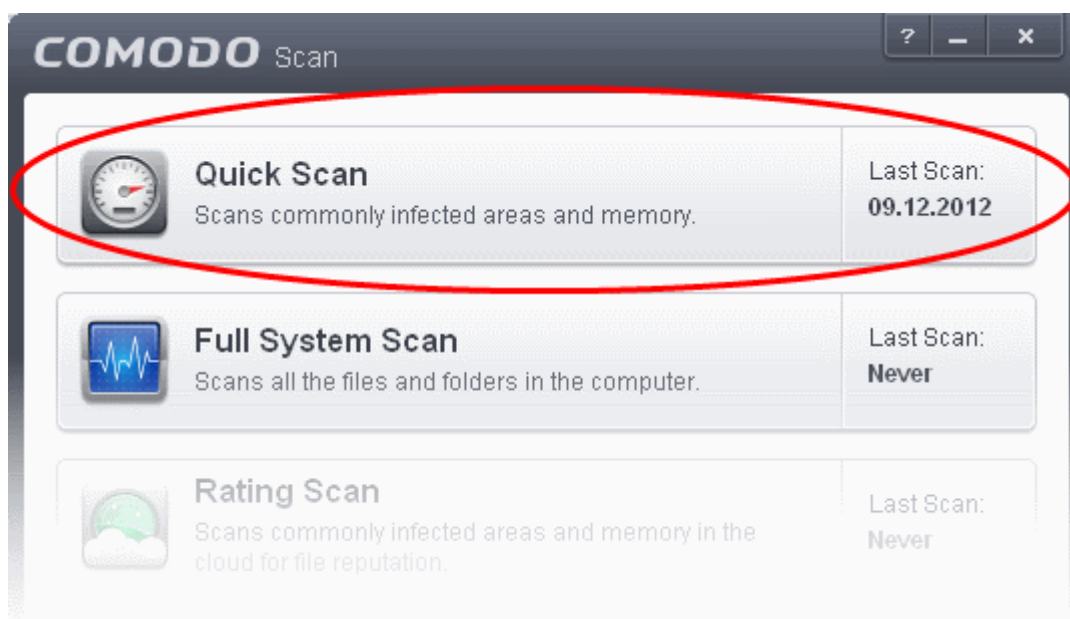 COMODO Scan
? – ×
Quick Scan
Scans commonly infected areas and memory.
Last Scan:
09.12.2012
Full System Scan
Scans all the files and folders in the computer.
Last Scan:
Never
Rating Scan
Scans commonly infected areas and memory in the
cloud for file reputation.
Last Scan:
Never